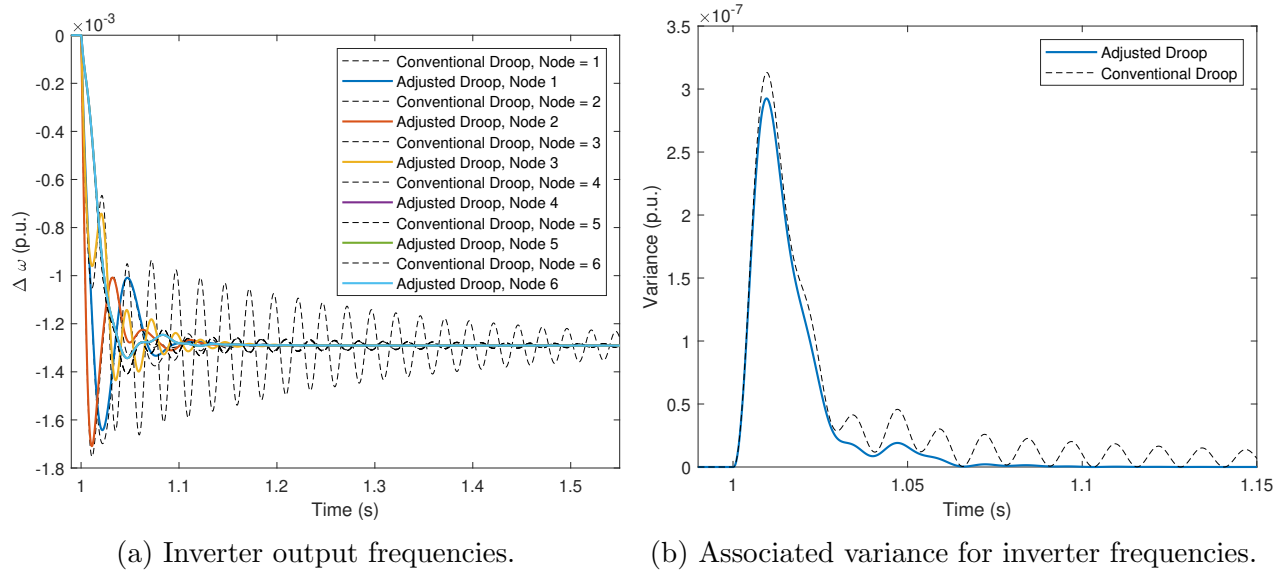 ×10⁻³
0
-0.2
-0.4
-0.6
-0.8
-1
-1.2
-1.4
-1.6
-1.8
Δ ω (p.u.)
1
1.1
1.2
1.3
1.4
1.5
Time (s)
Conventional Droop, Node = 1
Adjusted Droop, Node 1
Conventional Droop, Node = 2
Adjusted Droop, Node 2
Conventional Droop, Node = 3
Adjusted Droop, Node 3
Conventional Droop, Node = 4
Adjusted Droop, Node 4
Conventional Droop, Node = 5
Adjusted Droop, Node 5
Conventional Droop, Node = 6
Adjusted Droop, Node 6
(a) Inverter output frequencies.
×10⁻⁷
3.5
3
2.5
2
1.5
1
0.5
0
Variance (p.u.)
1
1.05
1.1
1.15
Time (s)
Adjusted Droop
Conventional Droop
(b) Associated variance for inverter frequencies.